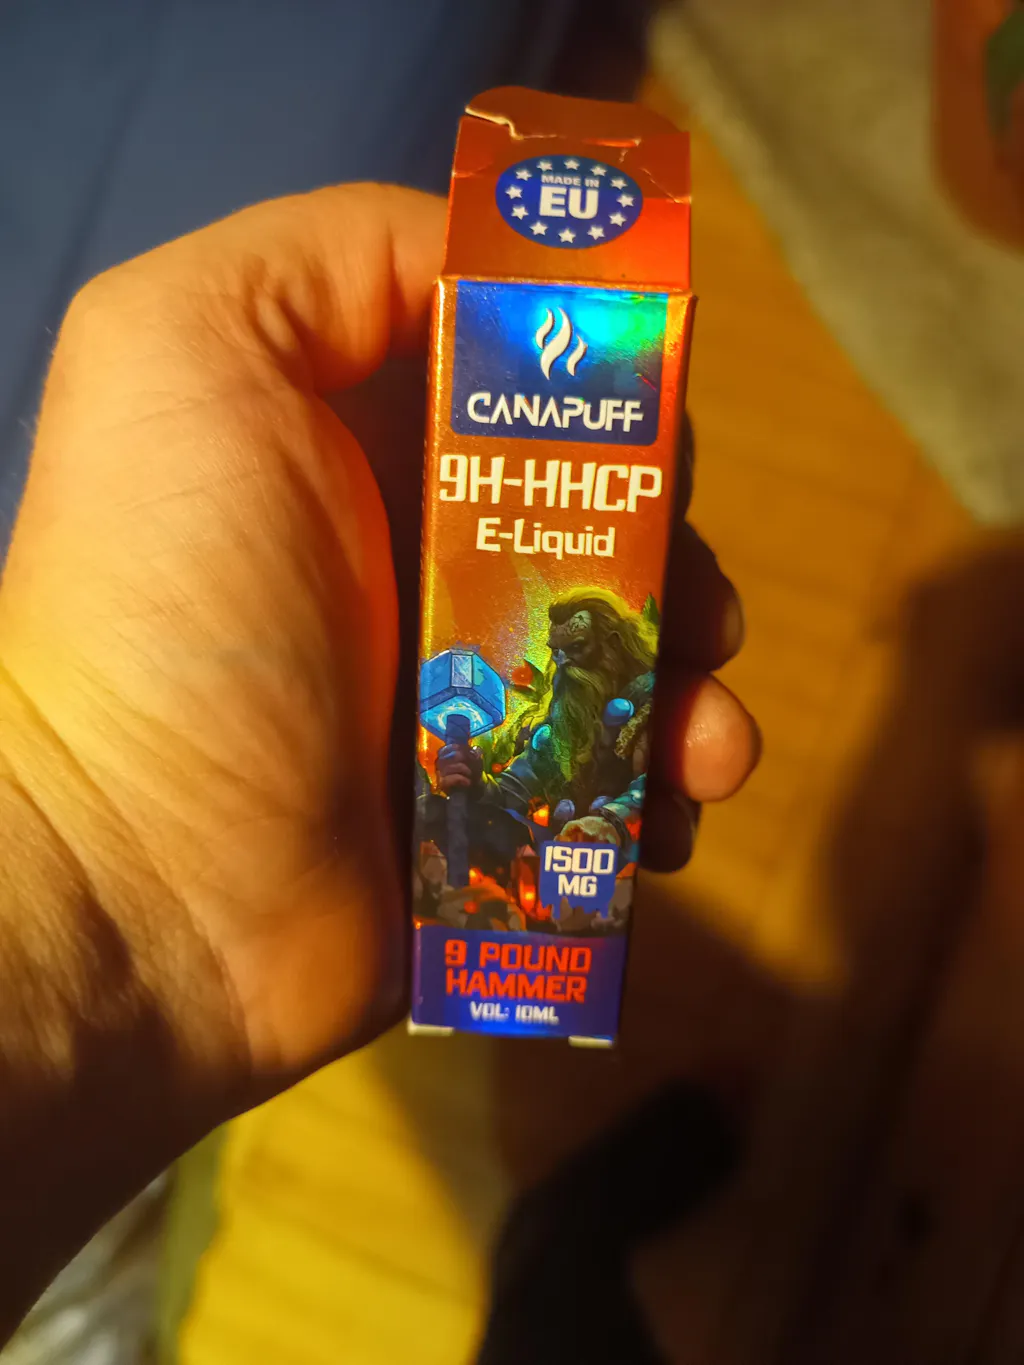 MADE IN
EU
CANAPUFF
9H-HHCP
E-Liquid
1500
MG
9 POUND
HAMMER
VOL: 10ML